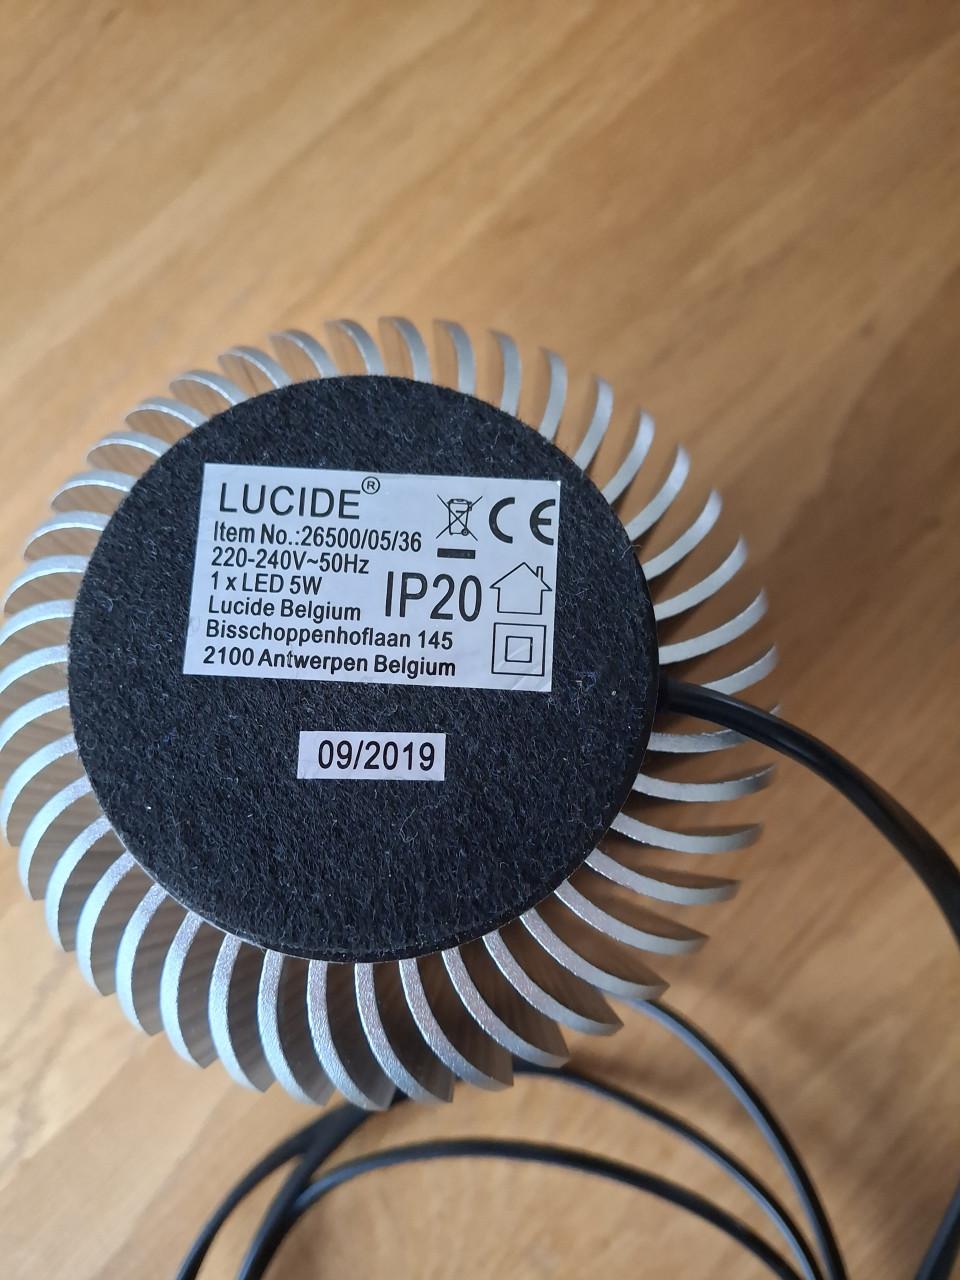 LUCIDE®
Item No.:26500/05/36
220-240V~50Hz
1 x LED 5W
IP20
Lucide Belgium
Bisschoppenhoflaan 145
2100 Antwerpen Belgium
CE
09/2019